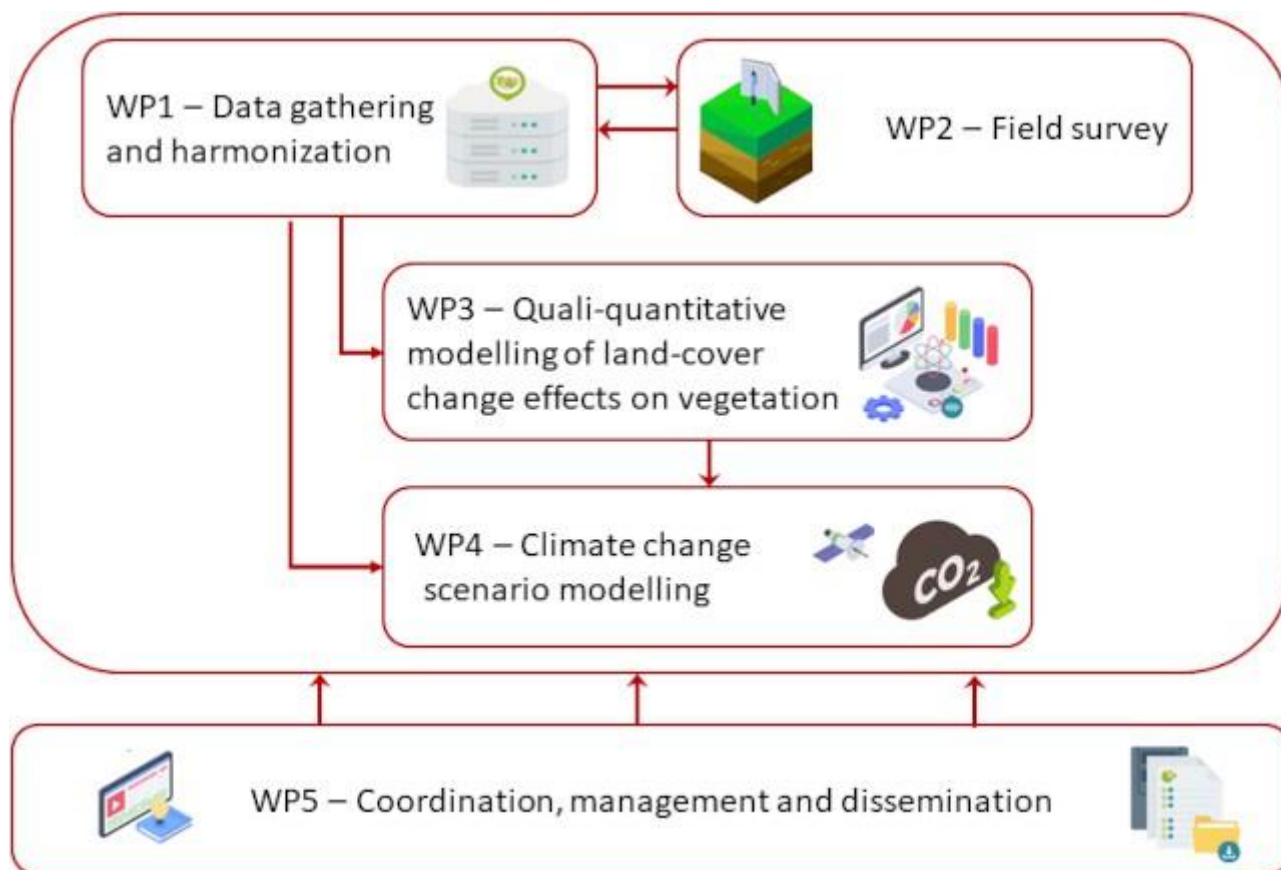 WP1 – Data gathering
and harmonization
WP2 – Field survey
WP3 – Quali-quantitative
modelling of land-cover
change effects on vegetation
WP4 – Climate change
scenario modelling
CO2
WP5 – Coordination, management and dissemination